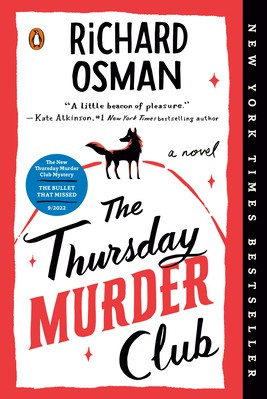 RiCHARD
OSMAN
"A little beacon of pleasure."
—Kate Atkinson, #1 New York Times bestselling author
a novel
The New
Thursday Murder
Club Mystery
THE BULLET
THAT MISSED
9/2022
The
Thursday
MURDER
Club
NEW YORK TIMES BESTSELLER